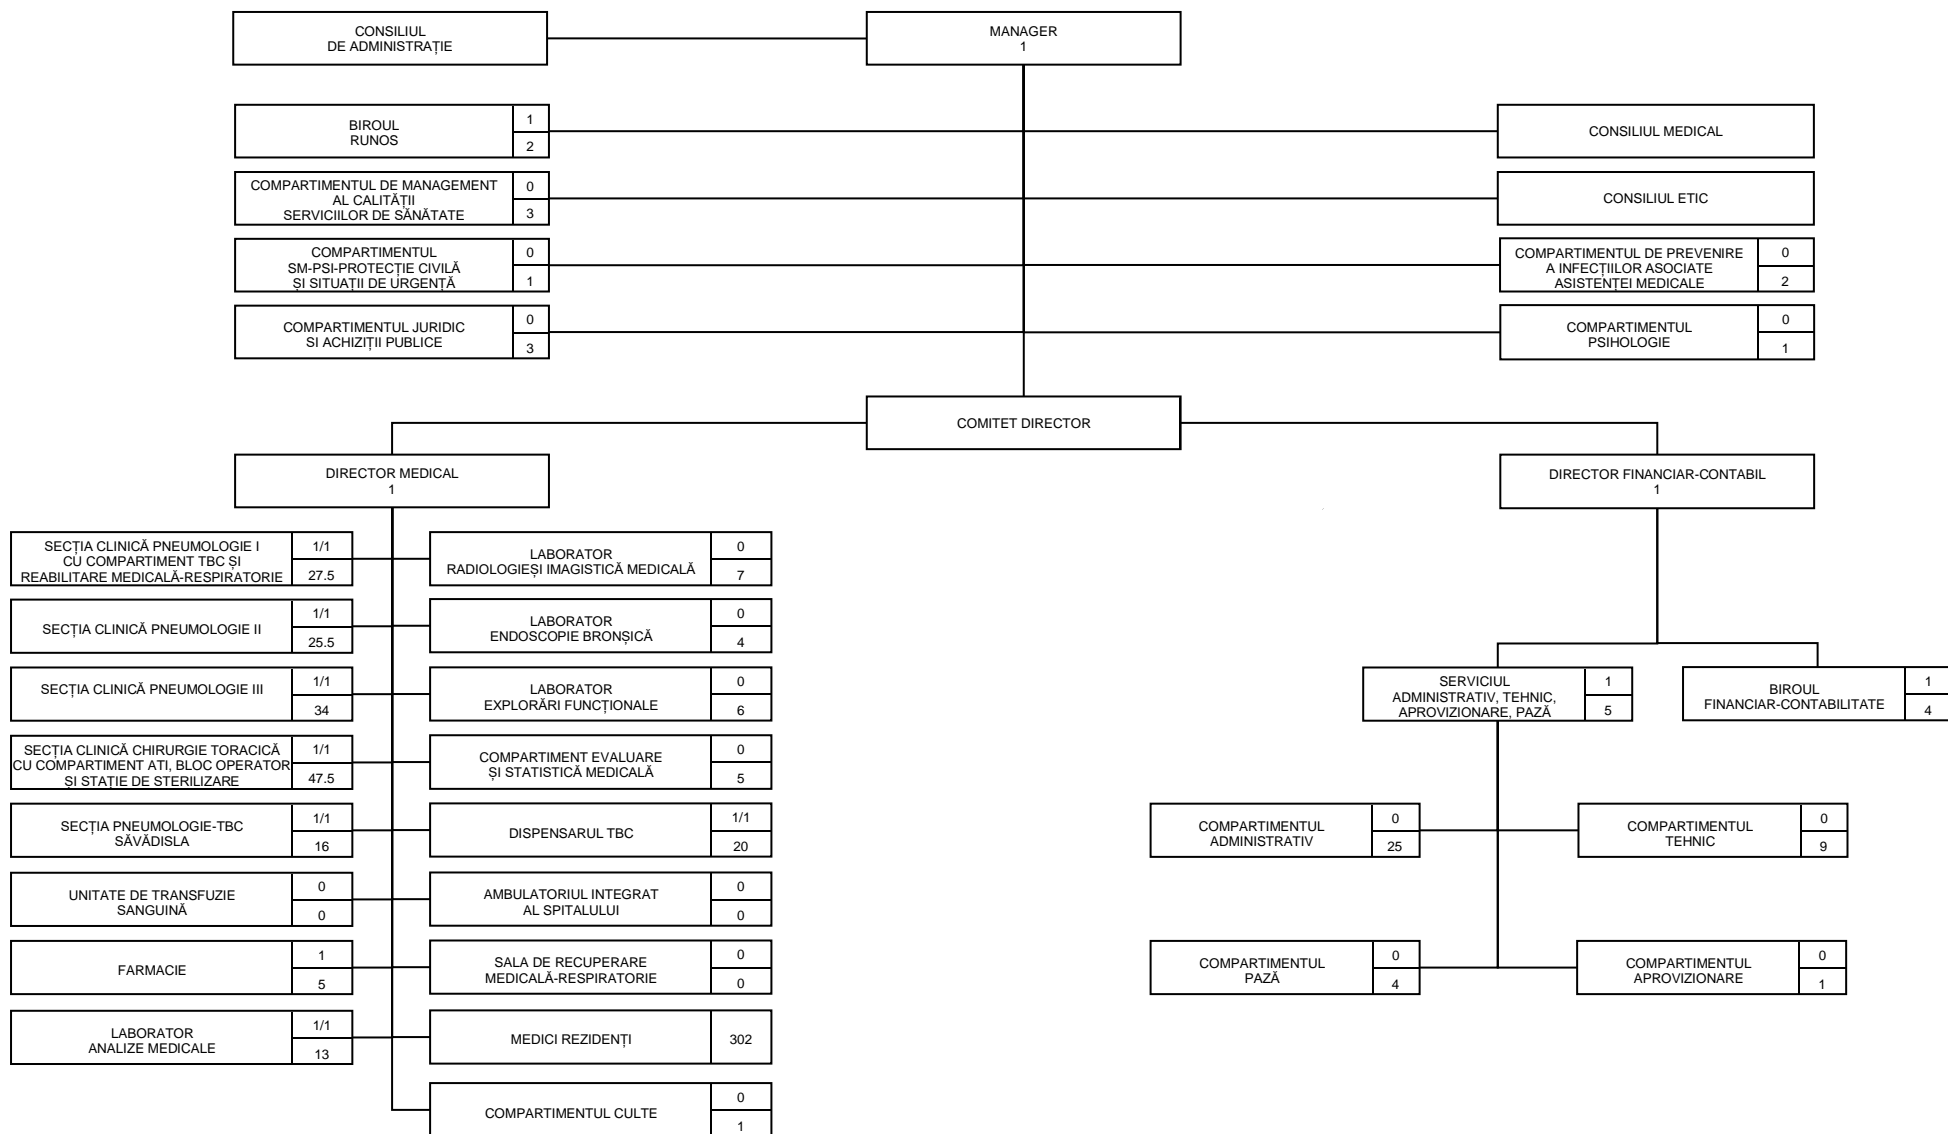 CONSILIUL
DE ADMINISTRAȚIE
MANAGER
1
BIROUL
RUNOS
1
2
CONSILIUL MEDICAL
COMPARTIMENTUL DE MANAGEMENT
AL CALITĂȚII
SERVICIILOR DE SĂNĂTATE
0
3
CONSILIUL ETIC
COMPARTIMENTUL
SM-PSI-PROTECȚIE CIVILĂ
ȘI SITUAȚII DE URGENȚĂ
0
1
COMPARTIMENTUL DE PREVENIRE
A INFECȚIILOR ASOCIATE
ASISTENȚEI MEDICALE
0
2
COMPARTIMENTUL JURIDIC
SI ACHIZIȚII PUBLICE
0
3
COMPARTIMENTUL
PSIHOLOGIE
0
1
COMITET DIRECTOR
DIRECTOR MEDICAL
1
DIRECTOR FINANCIAR-CONTABIL
1
SECȚIA CLINICĂ PNEUMOLOGIE I
CU COMPARTIMENT TBC ȘI
REABILITARE MEDICALĂ-RESPIRATORIE
1/1
27.5
LABORATOR
RADIOLOGIEȘI IMAGISTICĂ MEDICALĂ
0
7
SECȚIA CLINICĂ PNEUMOLOGIE II
1/1
25.5
LABORATOR
ENDOSCOPIE BRONȘICĂ
0
4
SECȚIA CLINICĂ PNEUMOLOGIE III
1/1
34
LABORATOR
EXPLORĂRI FUNCȚIONALE
0
6
SERVICIUL
ADMINISTRATIV, TEHNIC,
APROVIZIONARE, PAZĂ
1
5
BIROUL
FINANCIAR-CONTABILITATE
1
4
SECȚIA CLINICĂ CHIRURGIE TORACICĂ
CU COMPARTIMENT ATI, BLOC OPERATOR
ȘI STAȚIE DE STERILIZARE
1/1
47.5
COMPARTIMENT EVALUARE
ȘI STATISTICĂ MEDICALĂ
0
5
SECȚIA PNEUMOLOGIE-TBC
SĂVĂDISLA
1/1
16
DISPENSARUL TBC
1/1
20
COMPARTIMENTUL
ADMINISTRATIV
0
25
COMPARTIMENTUL
TEHNIC
0
9
UNITATE DE TRANSFUZIE
SANGUINĂ
0
0
AMBULATORIUL INTEGRAT
AL SPITALULUI
0
0
FARMACIE
1
5
SALA DE RECUPERARE
MEDICALĂ-RESPIRATORIE
0
0
COMPARTIMENTUL
PAZĂ
0
4
COMPARTIMENTUL
APROVIZIONARE
0
1
LABORATOR
ANALIZE MEDICALE
1/1
13
MEDICI REZIDENȚI
302
COMPARTIMENTUL CULTE
0
1